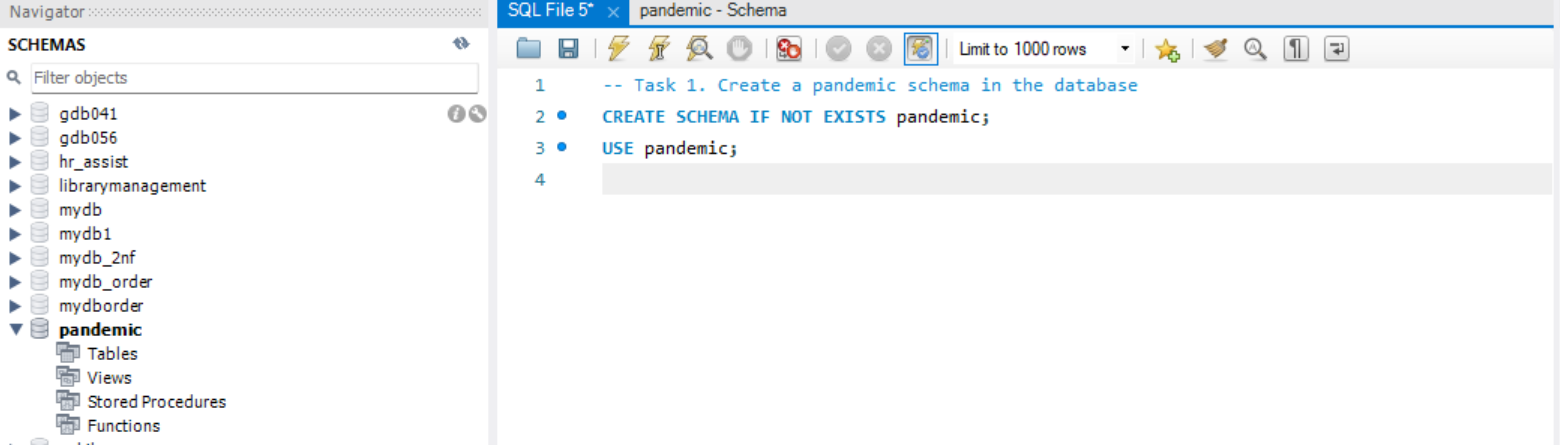 Navigator
SCHEMAS
Filter objects
gdb041
gdb056
hr_assist
librarymanagement
mydb
mydb1
mydb_2nf
mydb_order
mydborder
pandemic
Tables
Views
Stored Procedures
Functions
SQL File 5* × pandemic - Schema
Limit to 1000 rows
1 -- Task 1. Create a pandemic schema in the database
2 CREATE SCHEMA IF NOT EXISTS pandemic;
3 USE pandemic;
4